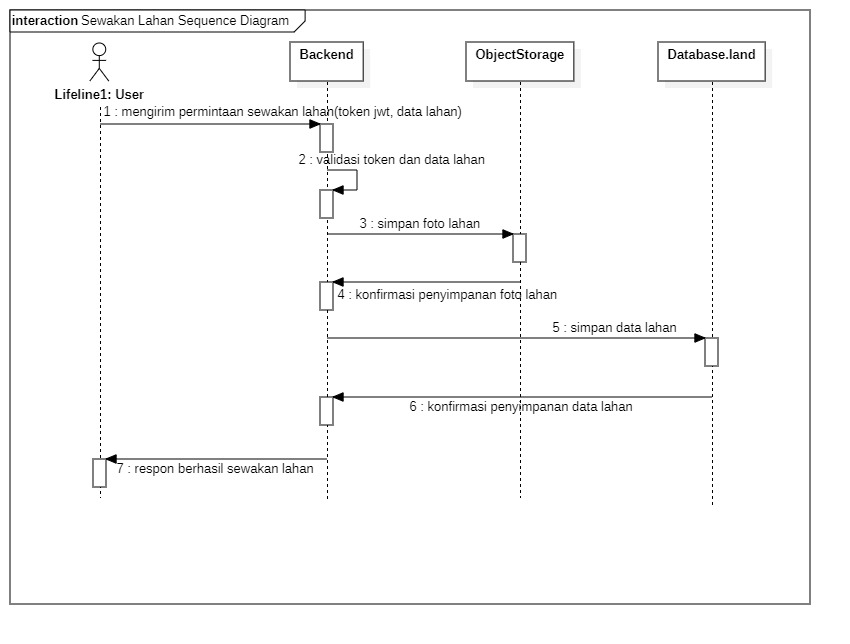 interaction Sewakan Lahan Sequence Diagram
Backend
ObjectStorage
Database.land
Lifeline1: User
1 : mengirim permintaan sewakan lahan(token jwt, data lahan)
2 : validasi token dan data lahan
3 : simpan foto lahan
4 : konfirmasi penyimpanan foto lahan
5 : simpan data lahan
6 : konfirmasi penyimpanan data lahan
7 : respon berhasil sewakan lahan